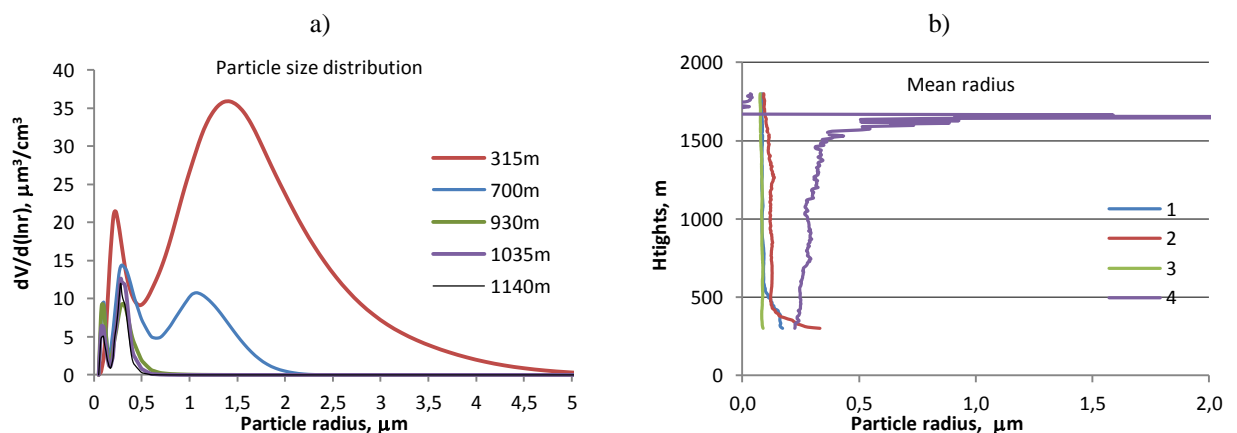 a)
Particle size distribution
dV/d(lnr), µm³/cm³
40
35
30
25
20
15
10
5
0
315m
700m
930m
1035m
1140m
0 0,5 1 1,5 2 2,5 3 3,5 4 4,5 5
Particle radius, µm
b)
Mean radius
Htights, m
2000
1500
1000
500
0
1
2
3
4
0,0 0,5 1,0 1,5 2,0
Particle radius, µm